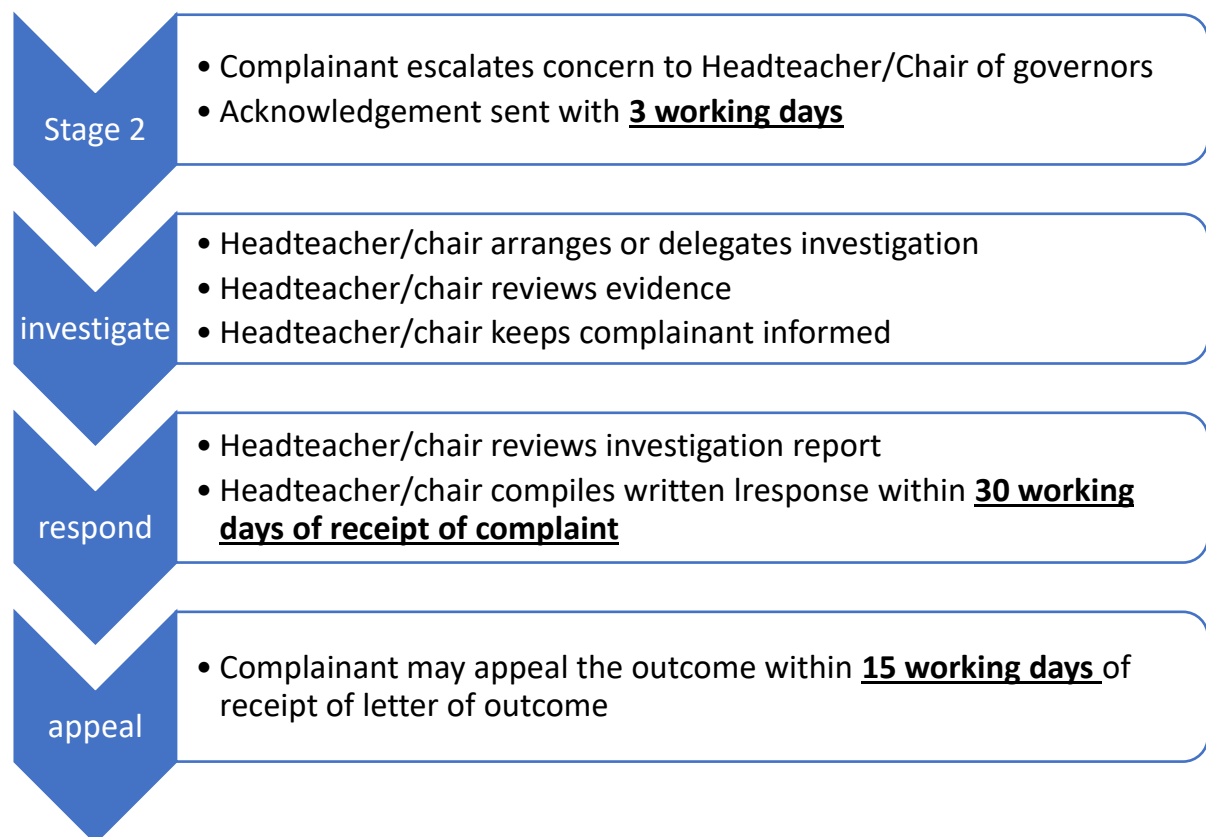 Stage 2
• Complainant escalates concern to Headteacher/Chair of governors
• Acknowledgement sent with 3 working days
investigate
• Headteacher/chair arranges or delegates investigation
• Headteacher/chair reviews evidence
• Headteacher/chair keeps complainant informed
respond
• Headteacher/chair reviews investigation report
• Headteacher/chair compiles written lresponse within 30 working
days of receipt of complaint
appeal
• Complainant may appeal the outcome within 15 working days of
receipt of letter of outcome